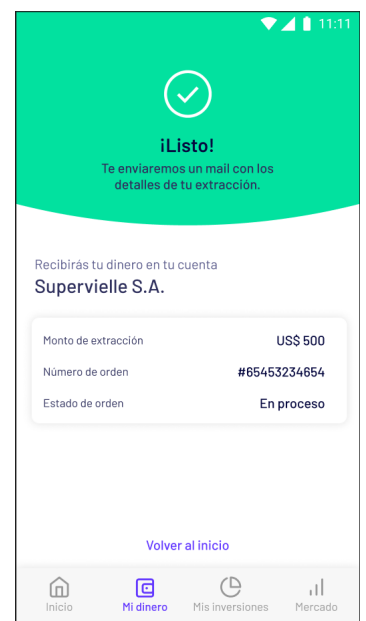 11:11
¡Listo!
Te enviaremos un mail con los
detalles de tu extracción.
Recibirás tu dinero en tu cuenta
Supervielle S.A.
Monto de extracción US$ 500
Número de orden #65453234654
Estado de orden En proceso
Volver al inicio
Inicio Mi dinero Mis inversiones Mercado